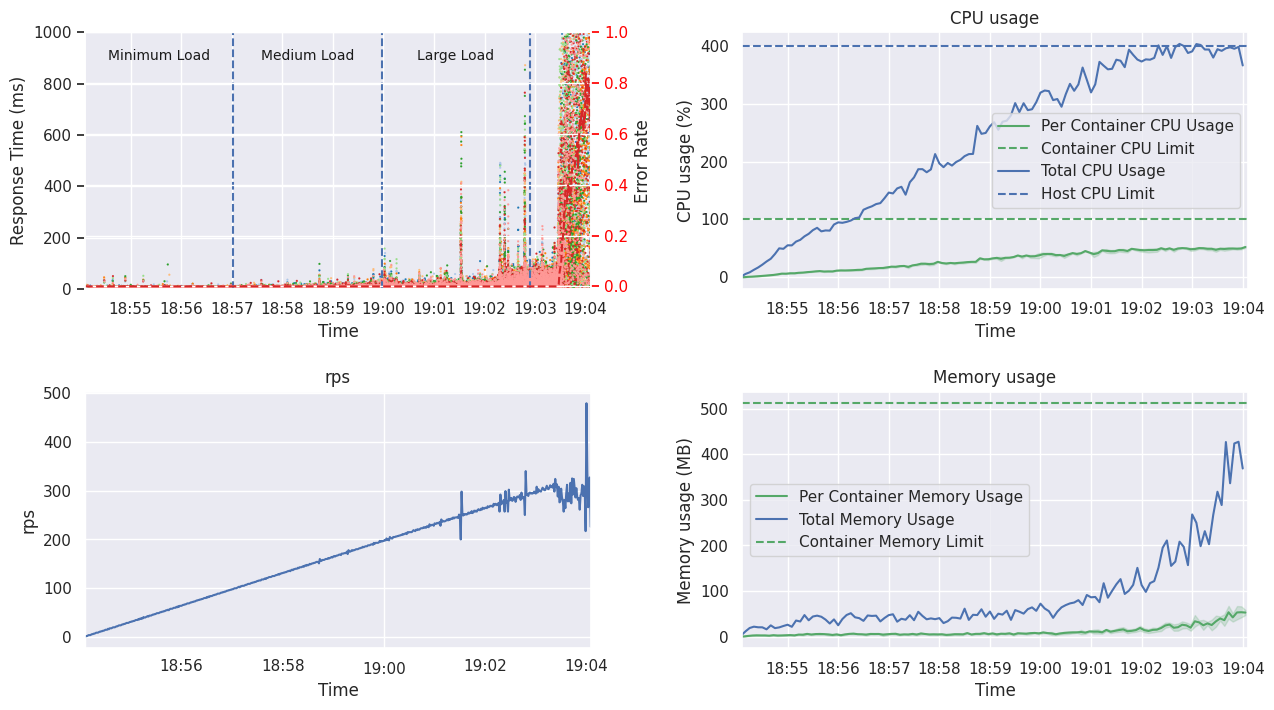 1000
800
600
400
200
0
Response Time (ms)
Minimum Load
Medium Load
Large Load
1.0
0.8
0.6
0.4
0.2
0.0
Error Rate
18:55 18:56 18:57 18:58 18:59 19:00 19:01 19:02 19:03 19:04
Time
CPU usage
400
300
200
100
0
CPU usage (%)
Per Container CPU Usage
Container CPU Limit
Total CPU Usage
Host CPU Limit
18:55 18:56 18:57 18:58 18:59 19:00 19:01 19:02 19:03 19:04
Time
rps
500
400
300
200
100
0
rps
18:56 18:58 19:00 19:02 19:04
Time
Memory usage
500
400
300
200
100
0
Memory usage (MB)
Per Container Memory Usage
Total Memory Usage
Container Memory Limit
18:55 18:56 18:57 18:58 18:59 19:00 19:01 19:02 19:03 19:04
Time